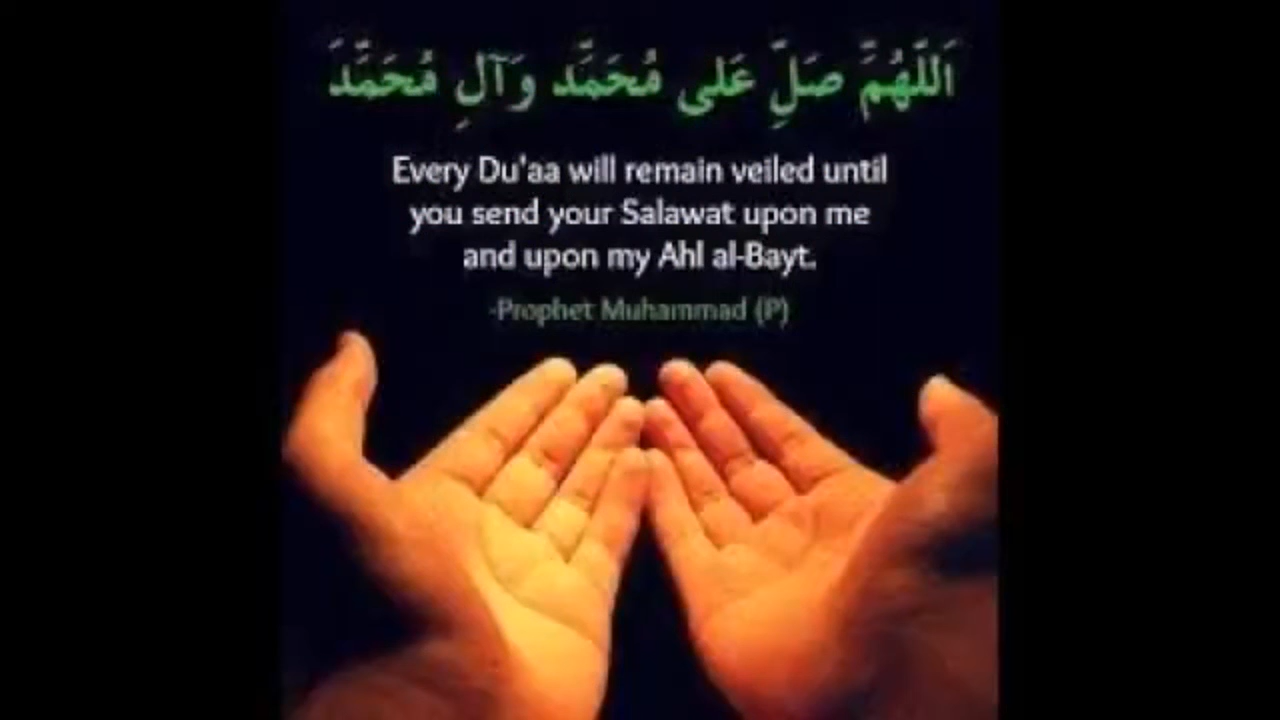 اَللّهُمَّ صَلِّ عَلى مُحَمَّد وَآلِ مُحَمَّدَ
Every Du'aa will remain veiled until
you send your Salawat upon me
and upon my Ahl al-Bayt.
-Prophet Muhammad (P)